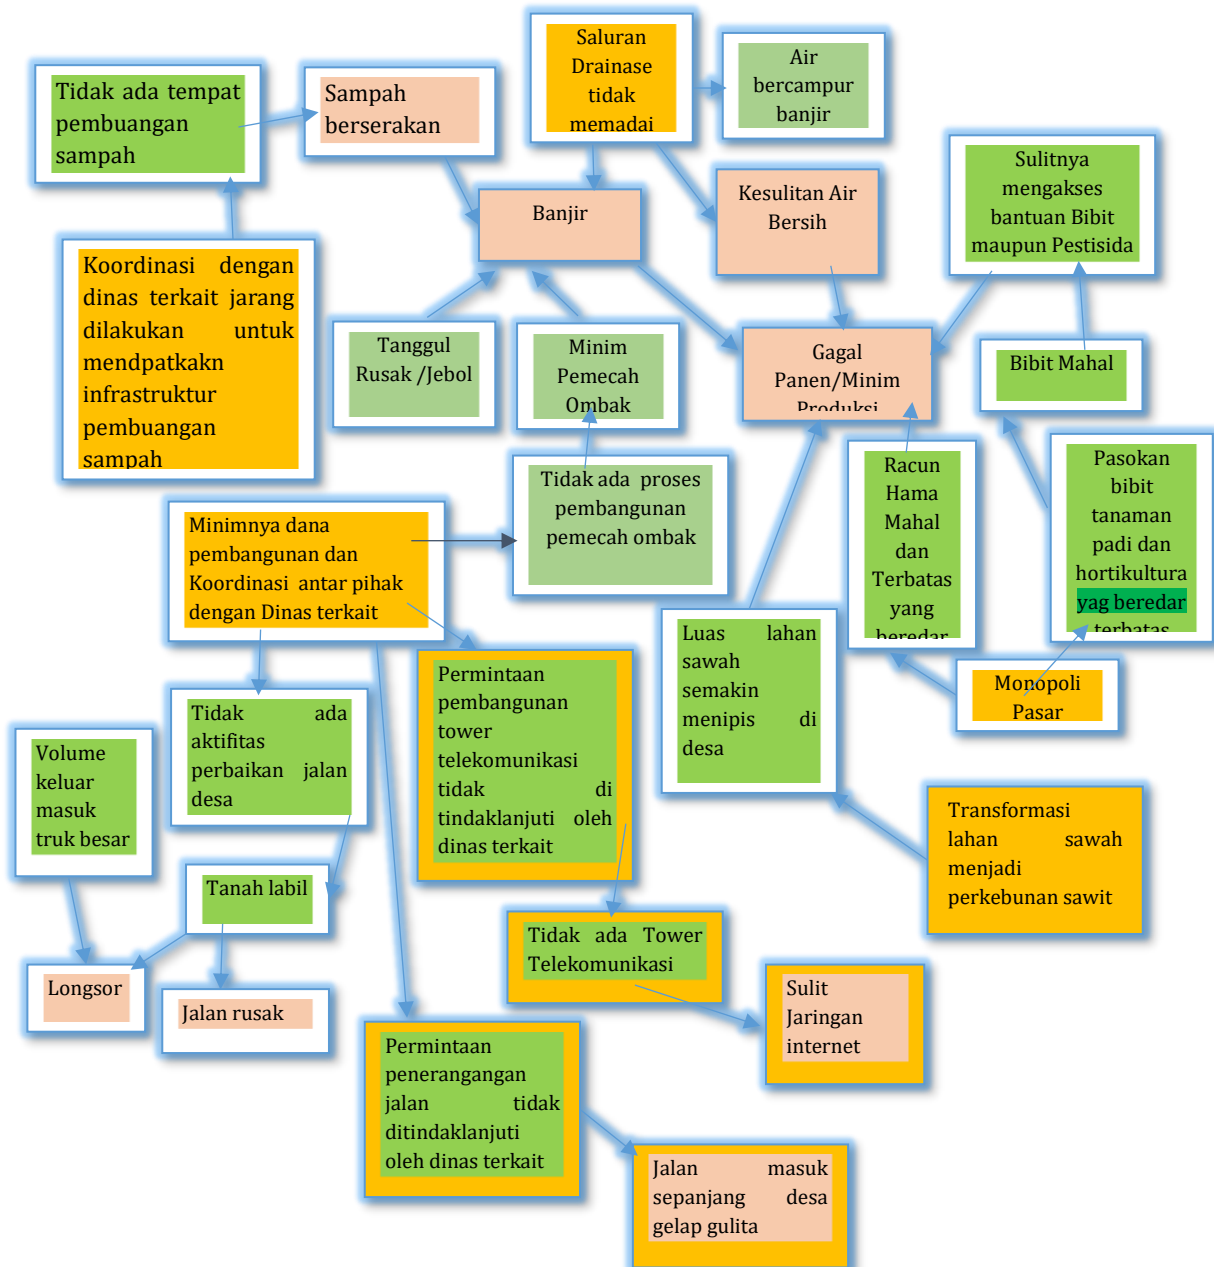 Saluran
Drainase
tidak
memadai
Air
bercampur
banjir
Tidak ada tempat
pembuangan
sampah
Sampah
berserakan
Sulitnya
mengakses
bantuan Bibit
maupun Pestisida
Kesulitan Air
Bersih
Banjir
Koordinasi dengan
dinas terkait jarang
dilakukan untuk
mendpatkakn
infrastruktur
pembuangan
sampah
Tanggul
Rusak /Jebol
Minim
Pemecah
Ombak
Gagal
Panen/Minim
Produksi
Bibit Mahal
Racun
Hama
Mahal
dan
Terbatas
yang
beredar
Pasokan
bibit
tanaman
padi dan
hortikultura
yag beredar
terbatas
Tidak ada proses
pembangunan
pemecah ombak
Minimnya dana
pembangunan dan
Koordinasi antar pihak
dengan Dinas terkait
Luas lahan
sawah
semakin
menipis di
desa
Monopoli
Pasar
Permintaan
pembangunan
tower
telekomunikasi
tidak di
tindaklanjuti oleh
dinas terkait
Tidak ada
aktifitas
perbaikan jalan
desa
Volume
keluar
masuk
truk besar
Transformasi
lahan sawah
menjadi
perkebunan sawit
Tanah labil
Tidak ada Tower
Telekomunikasi
Longsor
Jalan rusak
Sulit
Jaringan
internet
Permintaan
penerangangan
jalan tidak
ditindaklanjuti
oleh dinas terkait
Jalan masuk
sepanjang desa
gelap gulita